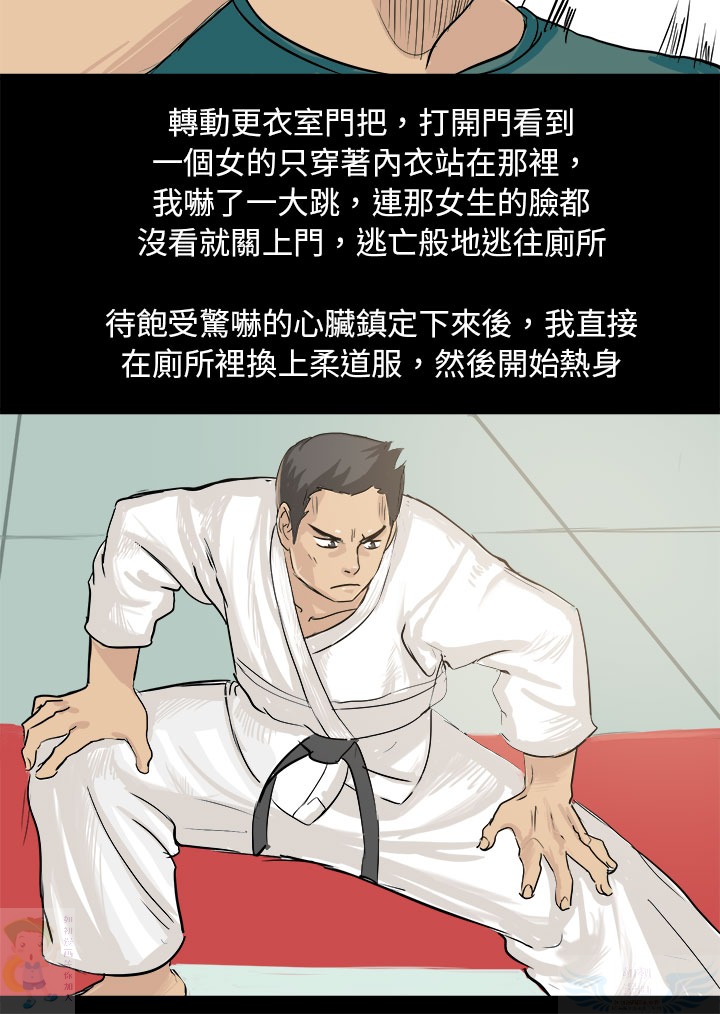 轉動更衣室門把，打開門看到
一個女的只穿著內衣站在那裡，
我嚇了一大跳，連那女生的臉都
沒看就關上門，逃亡般地逃往廁所
待飽受驚嚇的心臟鎮定下來後，我直接
在廁所裡換上柔道服，然後開始熱身